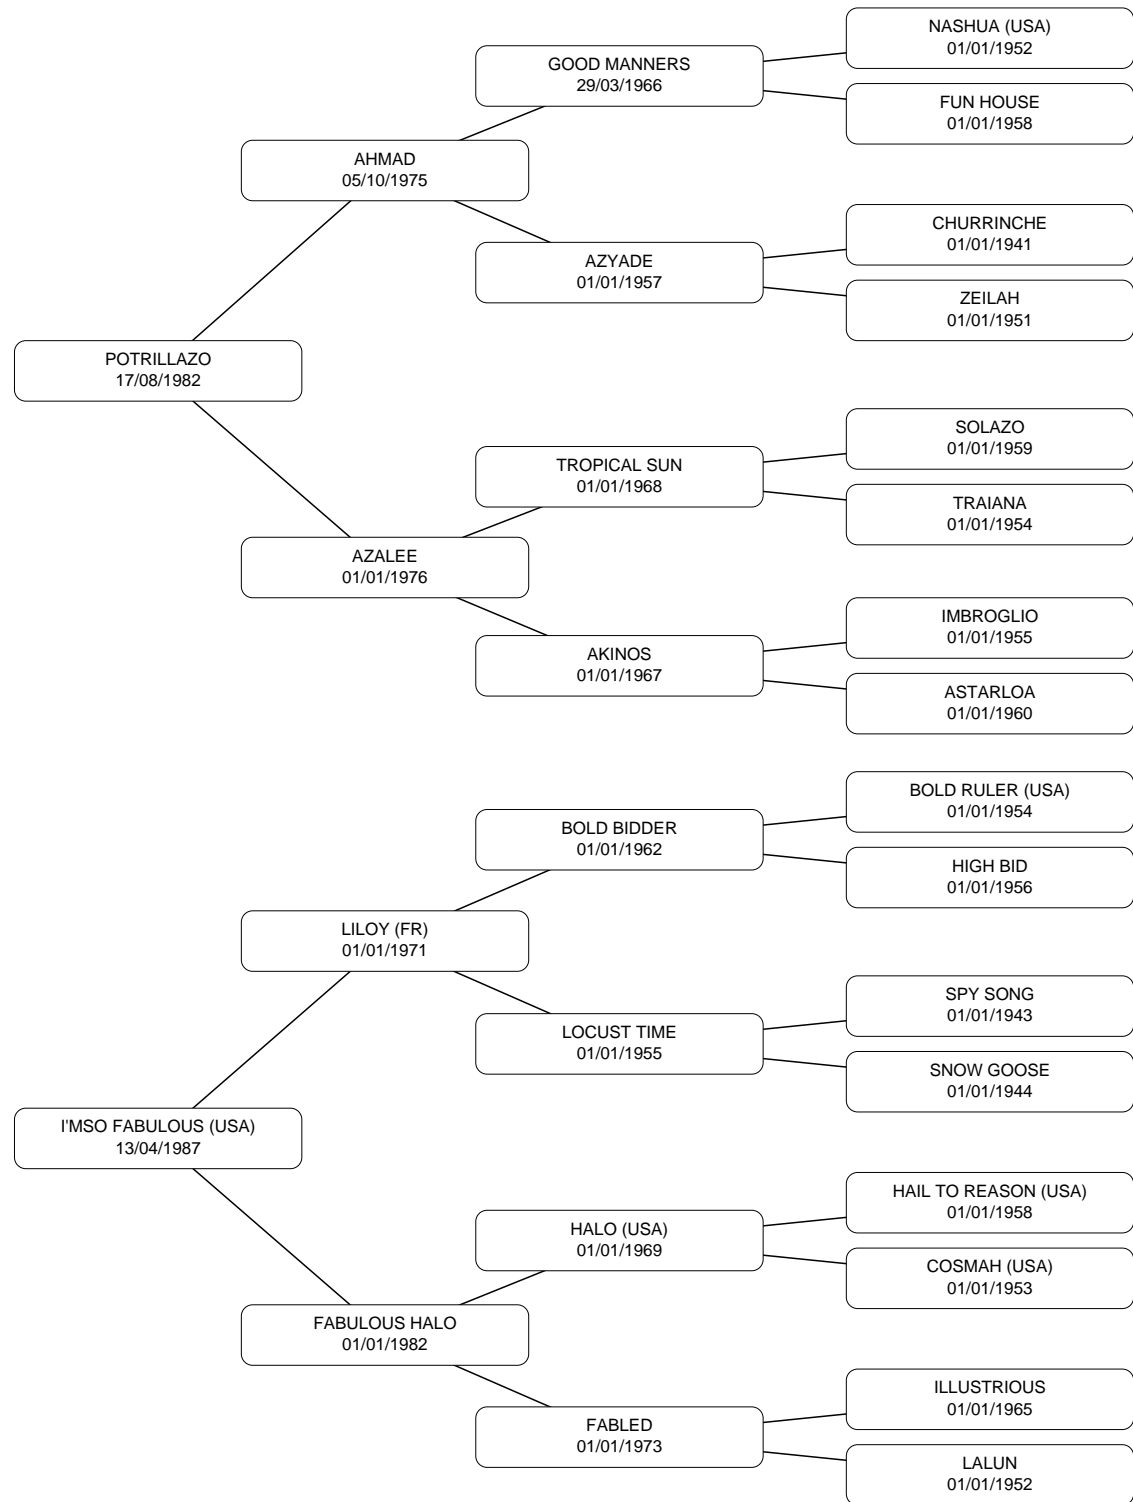 NASHUA (USA)
01/01/1952
GOOD MANNERS
29/03/1966
FUN HOUSE
01/01/1958
AHMAD
05/10/1975
CHURRINCHE
01/01/1941
AZYADE
01/01/1957
ZEILAH
01/01/1951
POTRILLAZO
17/08/1982
SOLAZO
01/01/1959
TROPICAL SUN
01/01/1968
TRAIANA
01/01/1954
AZALEE
01/01/1976
IMBROGLIO
01/01/1955
AKINOS
01/01/1967
ASTARLOA
01/01/1960
BOLD RULER (USA)
01/01/1954
BOLD BIDDER
01/01/1962
HIGH BID
01/01/1956
LILOY (FR)
01/01/1971
SPY SONG
01/01/1943
LOCUST TIME
01/01/1955
SNOW GOOSE
01/01/1944
I'MSO FABULOUS (USA)
13/04/1987
HAIL TO REASON (USA)
01/01/1958
HALO (USA)
01/01/1969
COSMAH (USA)
01/01/1953
FABULOUS HALO
01/01/1982
ILLUSTRIOUS
01/01/1965
FABLED
01/01/1973
LALUN
01/01/1952